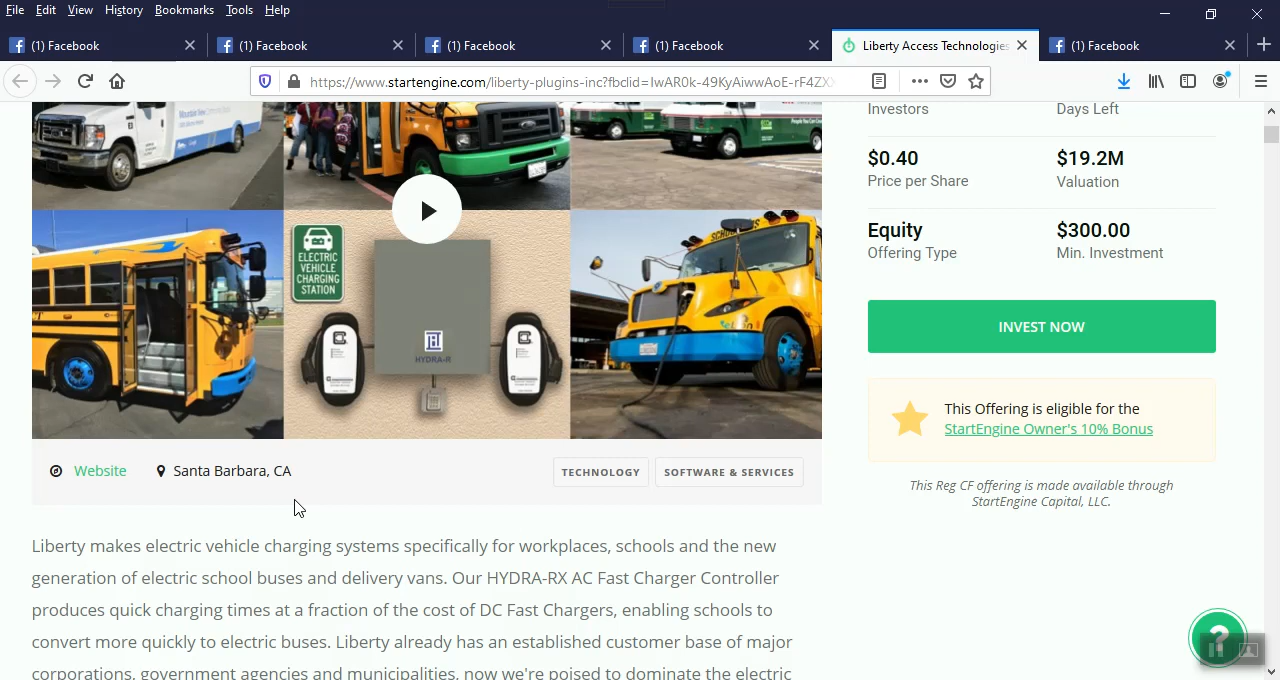 File Edit View History Bookmarks Tools Help
(1) Facebook (1) Facebook (1) Facebook (1) Facebook Liberty Access Technologies (1) Facebook
https://www.startengine.com/liberty-plugins-inc?fbclid=IwAR0k-49KyAiwwAoE-rF4ZX
Investors Days Left
$0.40 $19.2M
Price per Share Valuation
Equity $300.00
Offering Type Min. Investment
INVEST NOW
This Offering is eligible for the
StartEngine Owner's 10% Bonus
This Reg CF offering is made available through
StartEngine Capital, LLC.
SCHOOL BUS
ELECTRIC
VEHICLE
CHARGING
STATION
HYDRA-R
Website Santa Barbara, CA TECHNOLOGY SOFTWARE & SERVICES
Liberty makes electric vehicle charging systems specifically for workplaces, schools and the new
generation of electric school buses and delivery vans. Our HYDRA-RX AC Fast Charger Controller
produces quick charging times at a fraction of the cost of DC Fast Chargers, enabling schools to
convert more quickly to electric buses. Liberty already has an established customer base of major
corporations, government agencies and municipalities, now we're poised to dominate the electric